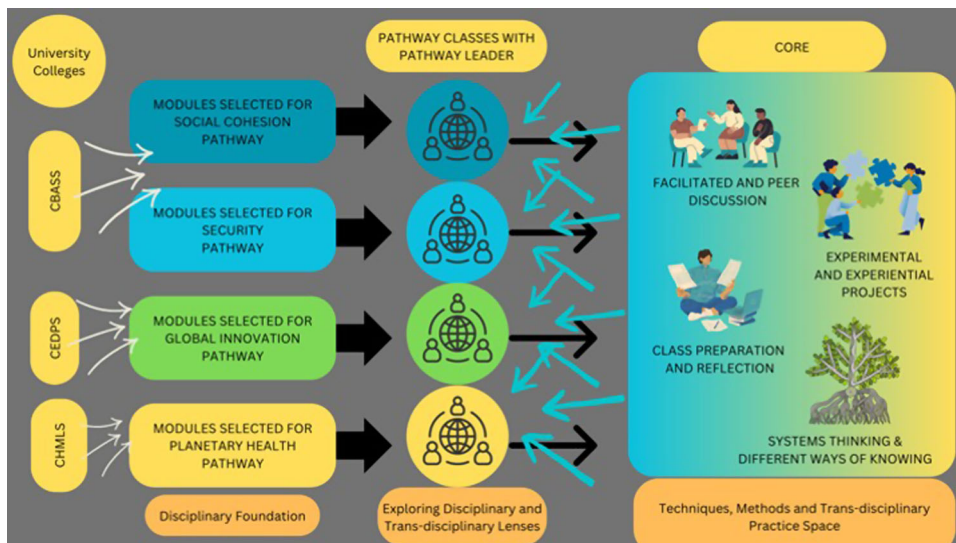 University
Colleges
PATHWAY CLASSES WITH
PATHWAY LEADER
CORE
CBASS
MODULES SELECTED FOR
SOCIAL COHESION
PATHWAY
MODULES SELECTED FOR
SECURITY
PATHWAY
CEDPS
MODULES SELECTED FOR
GLOBAL INNOVATION
PATHWAY
CHMLS
MODULES SELECTED FOR
PLANETARY HEALTH
PATHWAY
FACILITATED AND PEER
DISCUSSION
EXPERIMENTAL
AND EXPERIENTIAL
PROJECTS
CLASS PREPARATION
AND REFLECTION
SYSTEMS THINKING &
DIFFERENT WAYS OF KNOWING
Disciplinary Foundation
Exploring Disciplinary and
Trans-disciplinary Lenses
Techniques, Methods and Trans-disciplinary
Practice Space